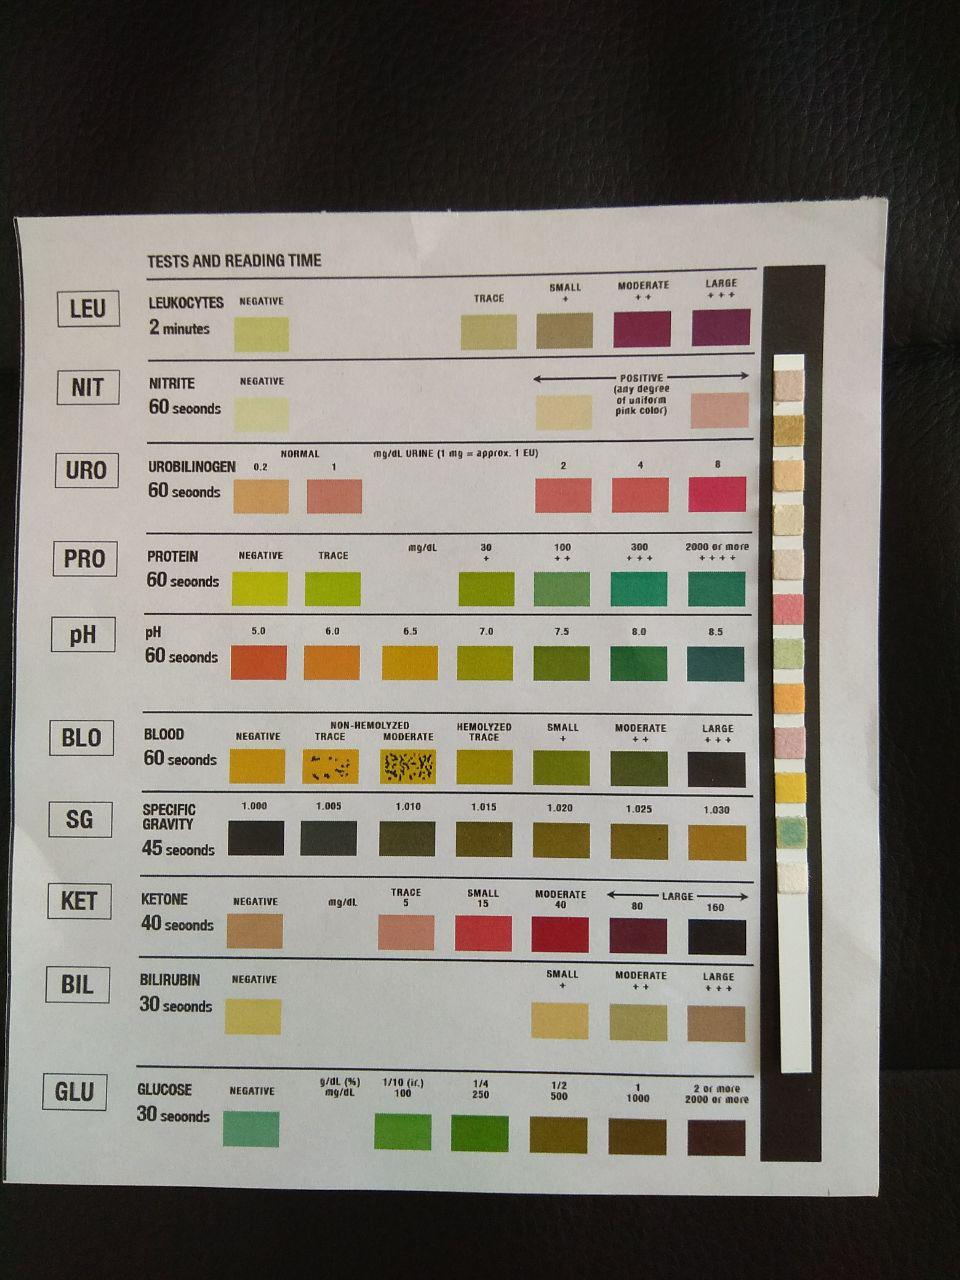 TESTS AND READING TIME
LEU
LEUKOCYTES
2 minutes
NEGATIVE
TRACE
SMALL
+
MODERATE
+ +
LARGE
+ + +
NIT
NITRITE
60 seconds
NEGATIVE
POSITIVE
(any degree
of uniform
pink color)
URO
UROBILINOGEN
60 seconds
NORMAL
0.2 1
mg/dL URINE (1 mg = approx. 1 EU)
2 4 8
PRO
PROTEIN
60 seconds
NEGATIVE
TRACE
mg/dL
30
+
100
+ +
300
+ + +
2000 or more
+ + + +
pH
pH
60 seconds
5.0 6.0 6.5 7.0 7.5 8.0 8.5
BLO
BLOOD
60 seconds
NEGATIVE
NON-HEMOLYZED
TRACE MODERATE
HEMOLYZED
TRACE
SMALL
+
MODERATE
+ +
LARGE
+ + +
SG
SPECIFIC
GRAVITY
45 seconds
1.000 1.005 1.010 1.015 1.020 1.025 1.030
KET
KETONE
40 seconds
NEGATIVE
mg/dL
TRACE
5
SMALL
15
MODERATE
40
LARGE
80 160
BIL
BILIRUBIN
30 seconds
NEGATIVE
SMALL
+
MODERATE
+ +
LARGE
+ + +
GLU
GLUCOSE
30 seconds
NEGATIVE
g/dL (%)
mg/dL
1/10 (tr.)
100
1/4
250
1/2
500
1
1000
2 or more
2000 or more